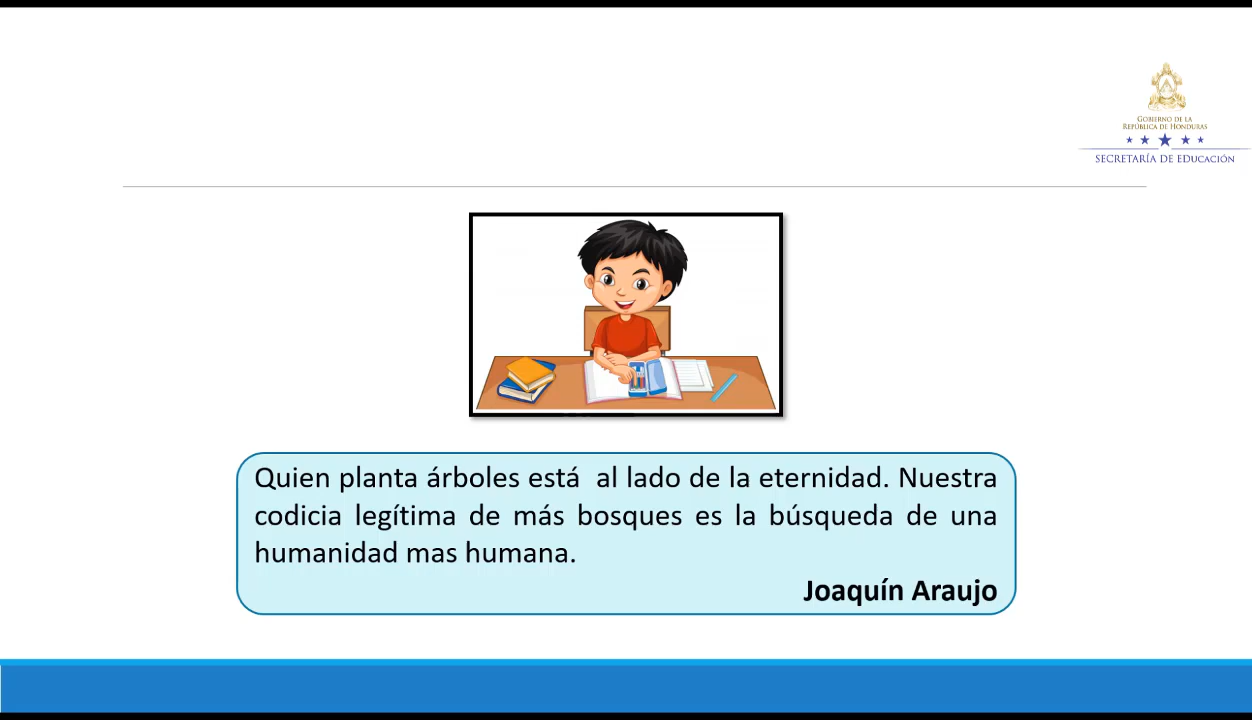 GOBIERNO DE LA
REPÚBLICA DE HONDURAS
SECRETARÍA DE EDUCACIÓN
Quien planta árboles está al lado de la eternidad. Nuestra
codicia legítima de más bosques es la búsqueda de una
humanidad mas humana.
Joaquín Araujo